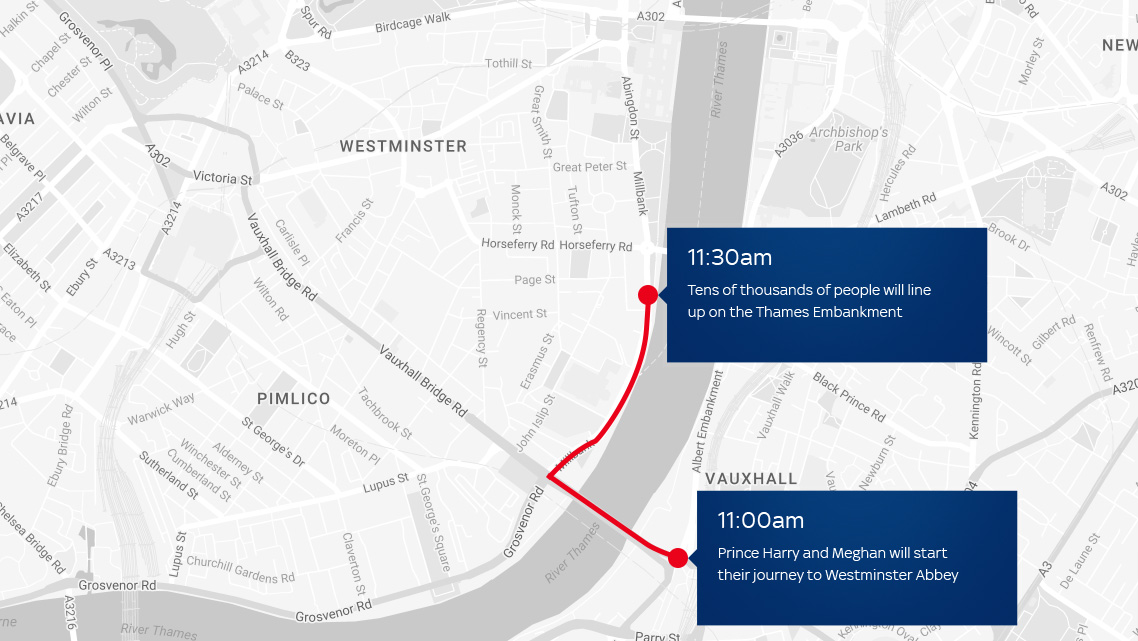 Halkin St
Grosvenor Pl
Spur Rd
Birdcage Walk
A302
Chapel St
Chester St
Wilton St
A3214
B323
Palace St
Tothill St
Abingdon St
River Thames
Morley St
NEW
AVIA
WESTMINSTER
Great Smith St
A3036
Archbishop's
Park
Belgrave Pl
A302
Victoria St
Great Peter St
Millbank
Hercules Rd
A302
A3217
A3214
Francis St
Monck St
Tufton St
Lambeth Rd
Carlisle Pl
Vauxhall Bridge Rd
Horseferry Rd
Horseferry Rd
Brook Dr
Elizabeth St
Ebury St
A3213
Wilton Rd
Page St
11:30am
Tens of thousands of people will line
up on the Thames Embankment
Eaton Pl
Hugh St
Regency St
Vincent St
Erasmus St
Wincott St
Gilbert Rd
Renfrew Rd
Vauxhall Bridge Rd
PIMLICO
Warwick Way
Tachbrook St
Moreton Pl
John Islip St
Albert Embankment
Vauxhall Walk
Black Prince Rd
Kennington Rd
Ebury Bridge Rd
St George's Dr
Alderney St
Winchester St
Cumberland St
Sutherland St
Lupus St
St.George's Square
Millbank
Newburn St
VAUXHALL
Grosvenor Rd
River Thames
11:00am
Prince Harry and Meghan will start
their journey to Westminster Abbey
Chelsea Bridge Rd
Lupus St
Churchill Gardens Rd
Claverton St
A3
De Laune St
Grosvenor Rd
A3216
Grosvenor Rd
River Thames
Parry St